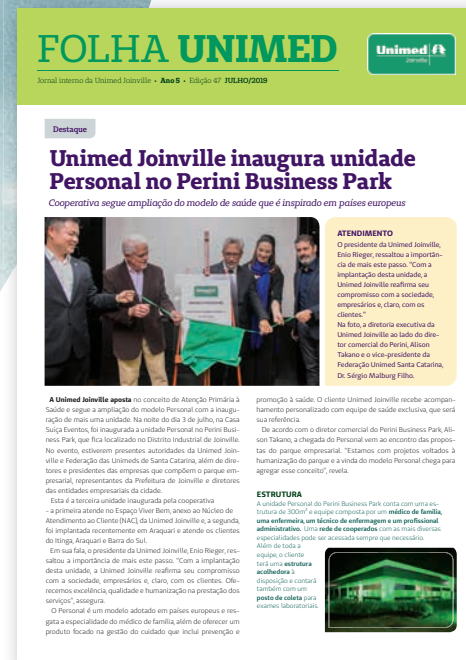 FOLHA UNIMED
Unimed
Joinville
Jornal interno da Unimed Joinville • Ano 5 • Edição 47 JULHO/2019
Destaque
Unimed Joinville inaugura unidade
Personal no Perini Business Park
Cooperativa segue ampliação do modelo de saúde que é inspirado em países europeus
ATENDIMENTO
O presidente da Unimed Joinville,
Enio Rieger, ressaltou a importân-
cia de mais este passo. "Com a
implantação desta unidade, a
Unimed Joinville reafirma seu
compromisso com a sociedade,
empresários e, claro, com os
clientes."
Na foto, a diretoria executiva da
Unimed Joinville ao lado do dire-
tor comercial do Perini, Alison
Takano e o vice-presidente da
Federação Unimed Santa Catarina,
Dr. Sérgio Malburg Filho.
A Unimed Joinville aposta no conceito de Atenção Primária à
Saúde e segue a ampliação do modelo Personal com a inaugu-
ração de mais uma unidade. Na noite do dia 3 de julho, na Casa
Suíça Eventos, foi inaugurada a unidade Personal no Perini Busi-
ness Park, que fica localizado no Distrito Industrial de Joinville.
No evento, estiverem presentes autoridades da Unimed Join-
ville e Federação das Unimeds de Santa Catarina, além de dire-
tores e presidentes das empresas que compõem o parque em-
presarial, representantes da Prefeitura de Joinville e diretores
das entidades empresariais da cidade.
Esta é a terceira unidade inaugurada pela cooperativa
- a primeira atende no Espaço Viver Bem, anexo ao Núcleo de
Atendimento ao Cliente (NAC), da Unimed Joinville e, a segunda,
foi implantada recentemente em Araquari e atende os clientes
do Itinga, Araquari e Barra do Sul.
Em sua fala, o presidente da Unimed Joinville, Enio Rieger, res-
saltou a importância de mais este passo. "Com a implantação
desta unidade, a Unimed Joinville reafirma seu compromisso
com a sociedade, empresários e, claro, com os clientes. Ofe-
recemos excelência, qualidade e humanização na prestação dos
serviços", assegura.
O Personal é um modelo adotado em países europeus e res-
gata a especialidade do médico de família, além de oferecer um
produto focado na gestão do cuidado que inclui prevenção e
promoção à saúde. O cliente Unimed Joinville recebe acompan-
hamento personalizado com equipe de saúde exclusiva, que será
sua referência.
De acordo com o diretor comercial do Perini Business Park, Ali-
son Takano, a chegada do Personal vem ao encontro das propos-
tas do parque empresarial. "Estamos com projetos voltados à
humanização do parque e a vinda do modelo Personal chega para
agregar esse conceito", revela.
ESTRUTURA
A unidade Personal do Perini Business Park conta com uma es-
trutura de 300m² e equipe composta por um médico de família,
uma enfermeira, um técnico de enfermagem e um profissional
administrativo. Uma rede de cooperados com as mais diversas
especialidades pode ser acessada sempre que necessário.
Além de toda a
equipe, o cliente
terá uma estrutura
acolhedora à
disposição e contará
também com um
posto de coleta para
exames laboratoriais.